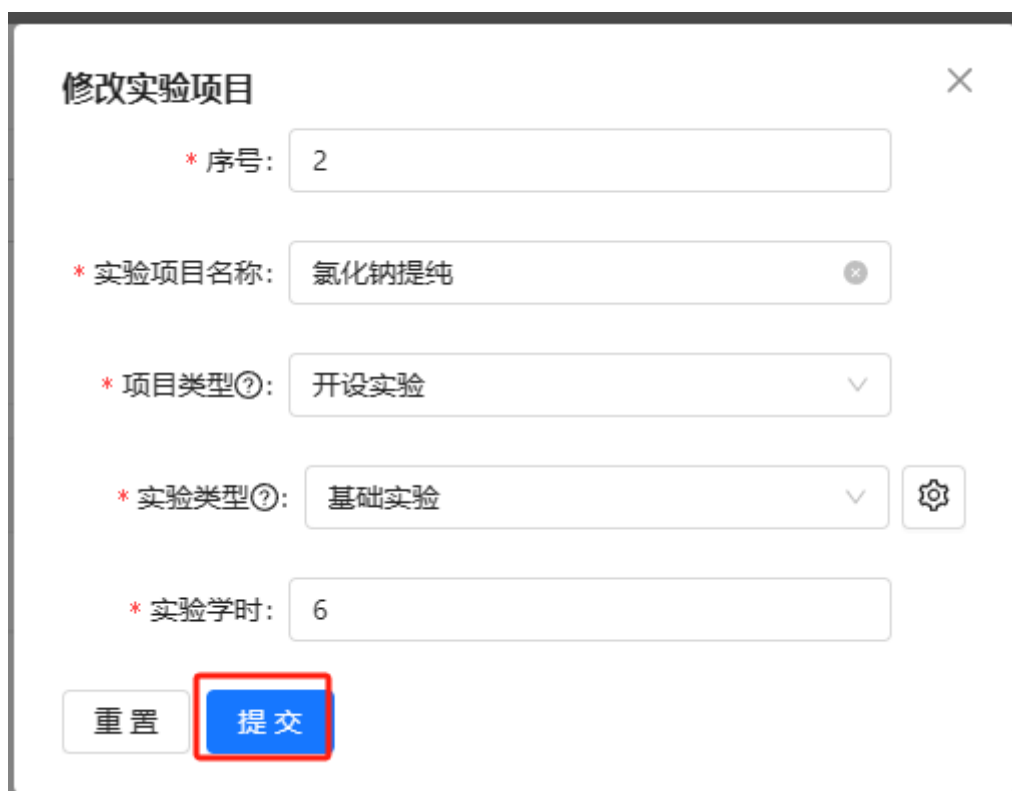 修改实验项目
* 序号: 2
* 实验项目名称: 氯化钠提纯
* 项目类型?: 开设实验
* 实验类型?: 基础实验
* 实验学时: 6
重 置 提 交